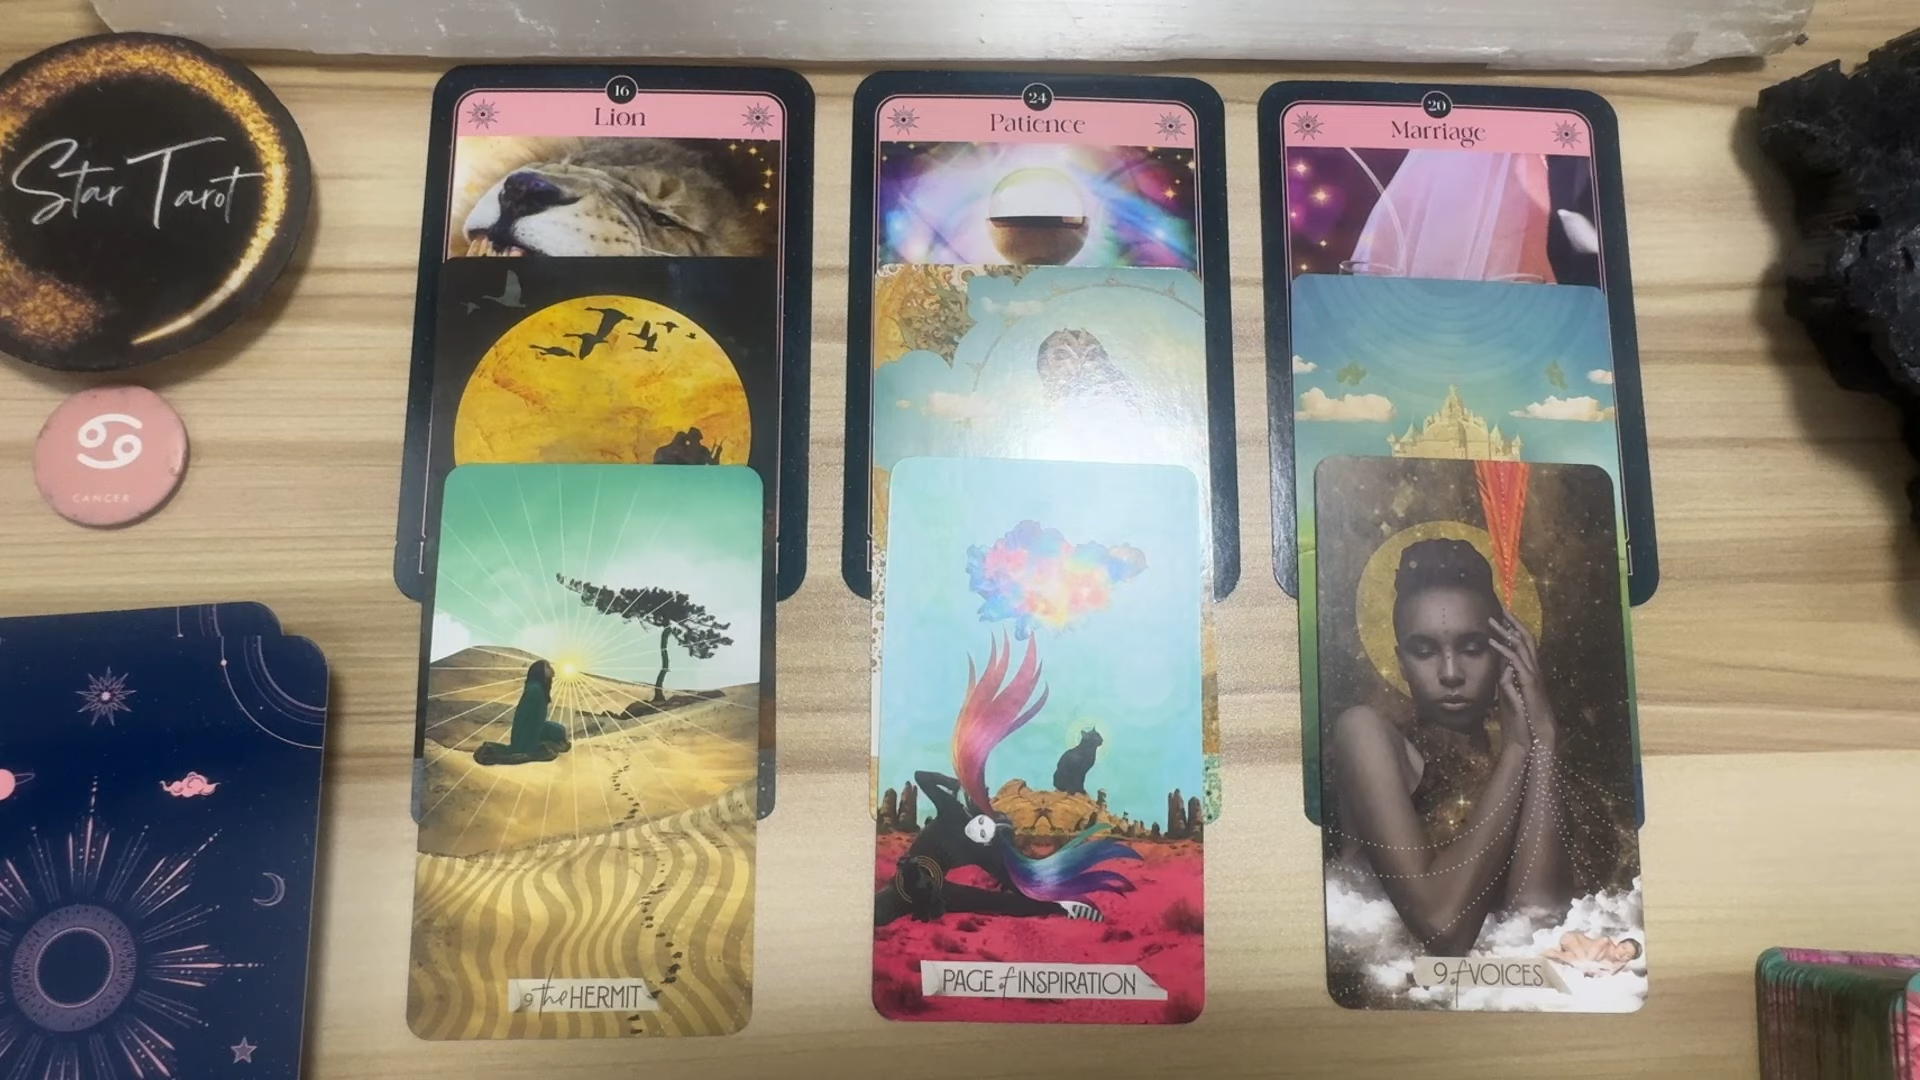 Star Tarot
CANCER
16
Lion
24
Patience
20
Marriage
9 the HERMIT
PAGE of INSPIRATION
9 of VOICES